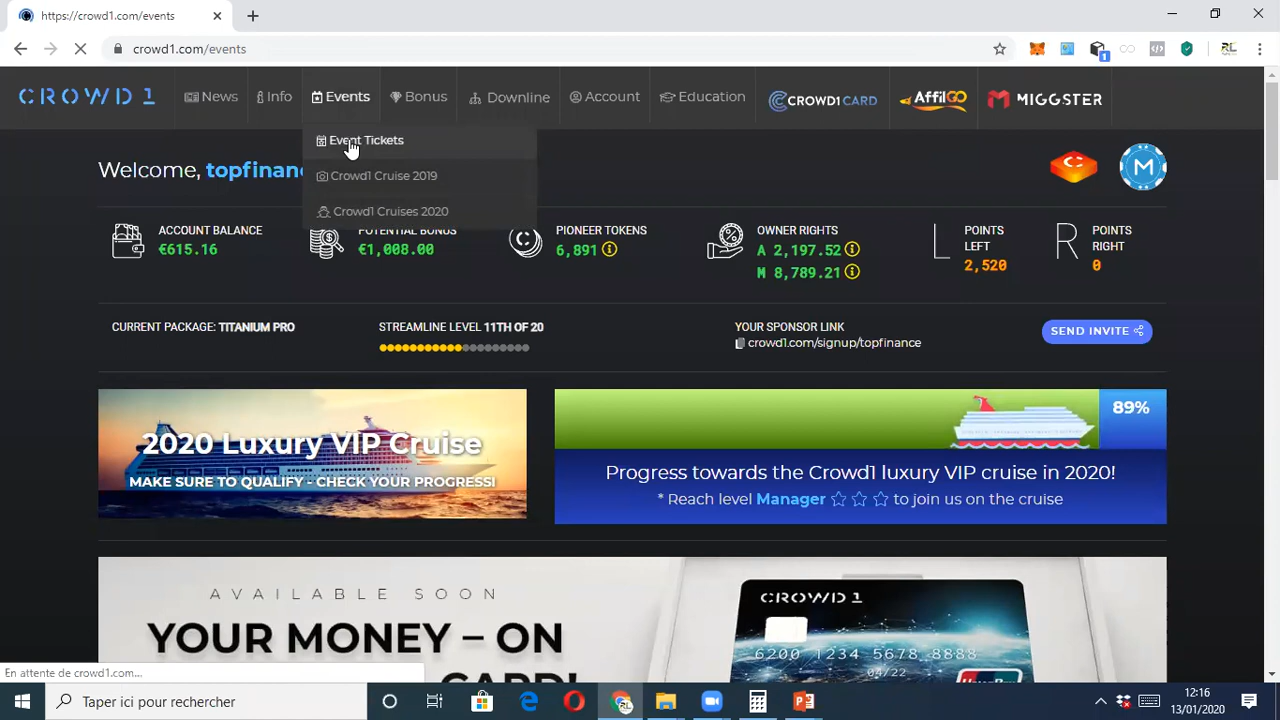 https://crowd1.com/events
crowd1.com/events
CROWD1 News Info Events Bonus Downline Account Education CROWD1CARD AffilGO MIGGSTER
Event Tickets
Crowd1 Cruise 2019
Crowd1 Cruises 2020
Welcome, topfinanc
M
ACCOUNT BALANCE
€615.16
POTENTIAL BONUS
€1,008.00
PIONEER TOKENS
6,891
OWNER RIGHTS
A 2,197.52
M 8,789.21
L
POINTS
LEFT
2,520
R
POINTS
RIGHT
0
CURRENT PACKAGE: TITANIUM PRO
STREAMLINE LEVEL 11TH OF 20
YOUR SPONSOR LINK
crowd1.com/signup/topfinance
SEND INVITE
2020 Luxury VIP Cruise
MAKE SURE TO QUALIFY - CHECK YOUR PROGRESS!
89%
Progress towards the Crowd1 luxury VIP cruise in 2020!
* Reach level Manager to join us on the cruise
AVAILABLE SOON
YOUR MONEY – ON
CARD!
CROWD1
6200 1234 5678 8888
04/22
En attente de crowd1.com...
Taper ici pour rechercher
12:16
13/01/2020